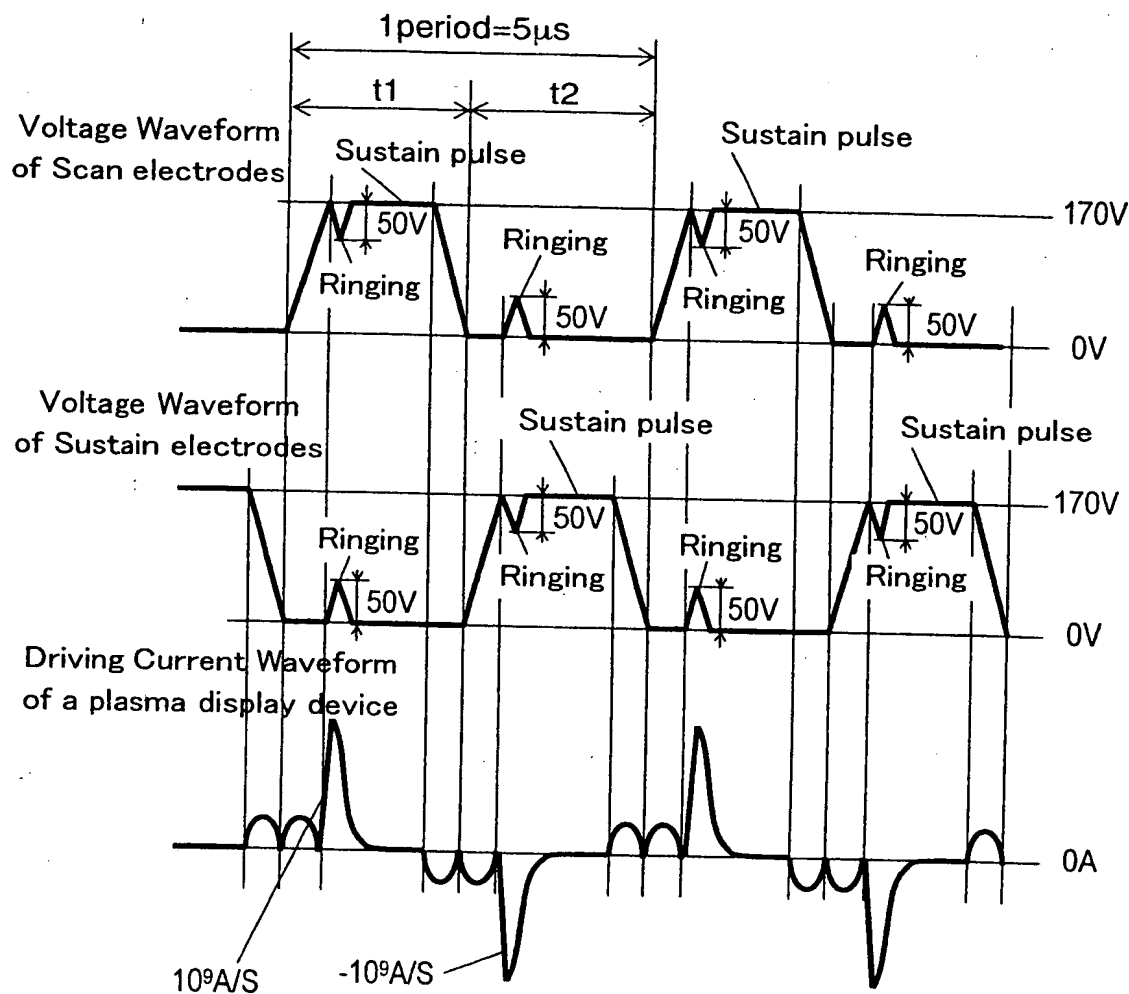 1period=5μs
t1
t2
Voltage Waveform
of Scan electrodes
Sustain pulse
Sustain pulse
170V
50V
Ringing
Ringing
50V
50V
Ringing
Ringing
50V
0V
Voltage Waveform
of Sustain electrodes
Sustain pulse
Sustain pulse
170V
50V
50V
Ringing
Ringing
Ringing
Ringing
50V
50V
0V
Driving Current Waveform
of a plasma display device
0A
10⁹A/S
-10⁹A/S